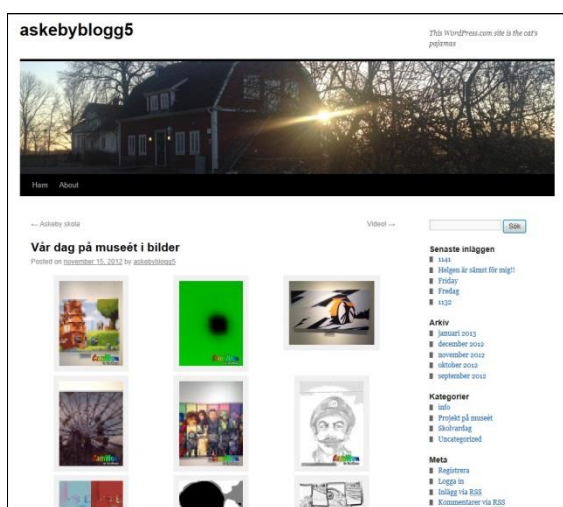 askebyblogg5
This WordPress.com site is the cat's
pajamas
Hem About
← Askeby skola
Video! →
Sök
Vår dag på museét i bilder
Posted on november 15, 2012 by askebyblogg5
Senaste inläggen
1141
Helgen är sämst för mig!!
Friday
Fredag
1132
Arkiv
januari 2013
december 2012
november 2012
oktober 2012
september 2012
Kategorier
info
Projekt på museét
Skolvardag
Uncategorized
Meta
Registrera
Logga in
Inlägg via RSS
Kommentarer via RSS